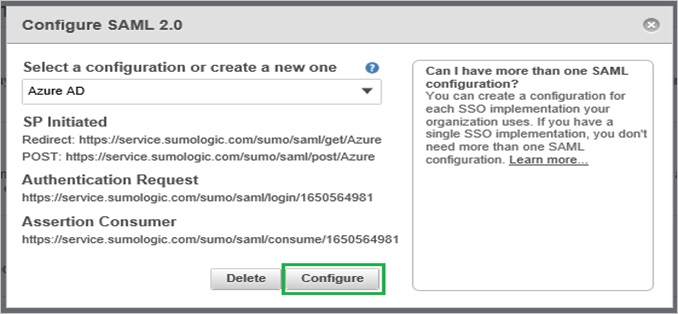 Configure SAML 2.0
Select a configuration or create a new one
Azure AD
SP Initiated
Redirect: https://service.sumologic.com/sumo/saml/get/Azure
POST: https://service.sumologic.com/sumo/saml/post/Azure
Authentication Request
https://service.sumologic.com/sumo/saml/login/1650564981
Assertion Consumer
https://service.sumologic.com/sumo/saml/consume/1650564981
Delete
Configure
Can I have more than one SAML
configuration?
You can create a configuration for
each SSO implementation your
organization uses. If you have a
single SSO implementation, you don't
need more than one SAML
configuration. Learn more...